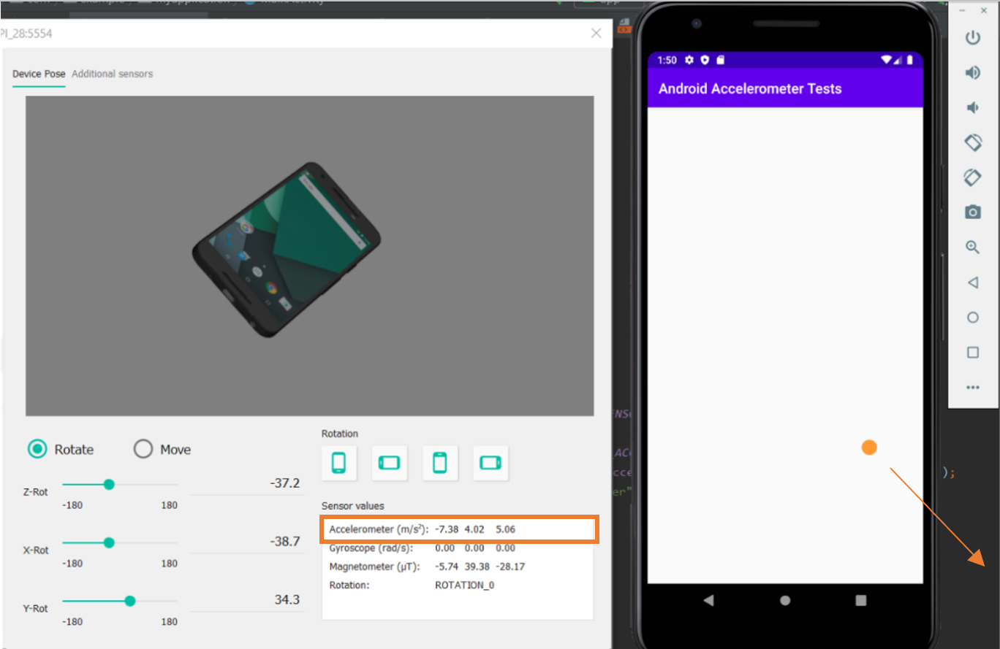 MainActivity
PI_28:5554
Device Pose Additional sensors
Rotate Move
Z-Rot -37.2
-180 180
X-Rot -38.7
-180 180
Y-Rot 34.3
-180 180
Rotation
Sensor values
Accelerometer (m/s²): -7.38 4.02 5.06
Gyroscope (rad/s): 0.00 0.00 0.00
Magnetometer (μT): -5.74 39.38 -28.17
Rotation: ROTATION_0
1:50
Android Accelerometer Tests
);